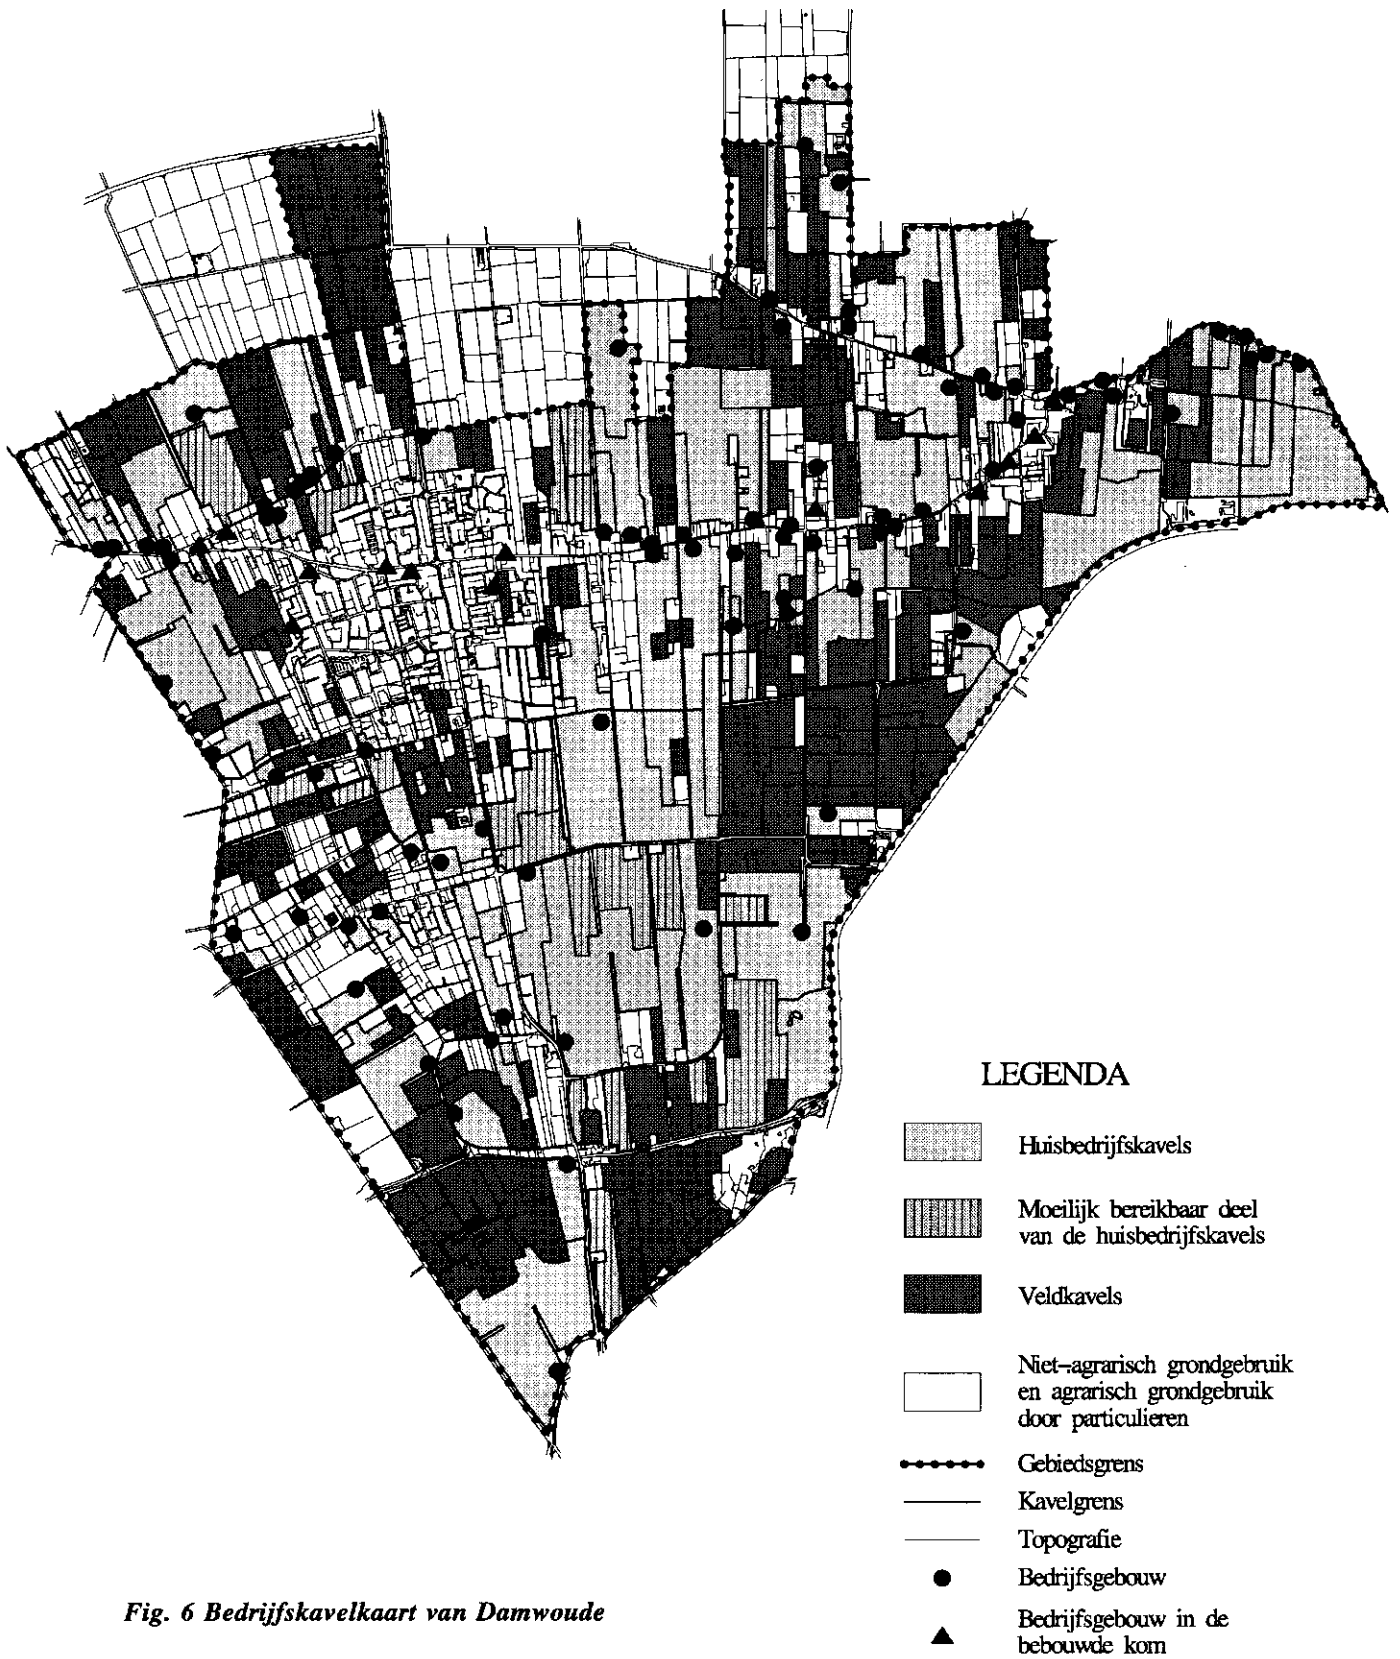 LEGENDA
Huisbedrijfskavels
Moeilijk bereikbaar deel
van de huisbedrijfskavels
Veldkavels
Niet-agrarisch grondgebruik
en agrarisch grondgebruik
door particulieren
Gebiedsgrens
Kavelgrens
Topografie
Bedrijfsgebouw
Bedrijfsgebouw in de
bebouwde kom
Fig. 6 Bedrijfskavelkaart van Damwoude